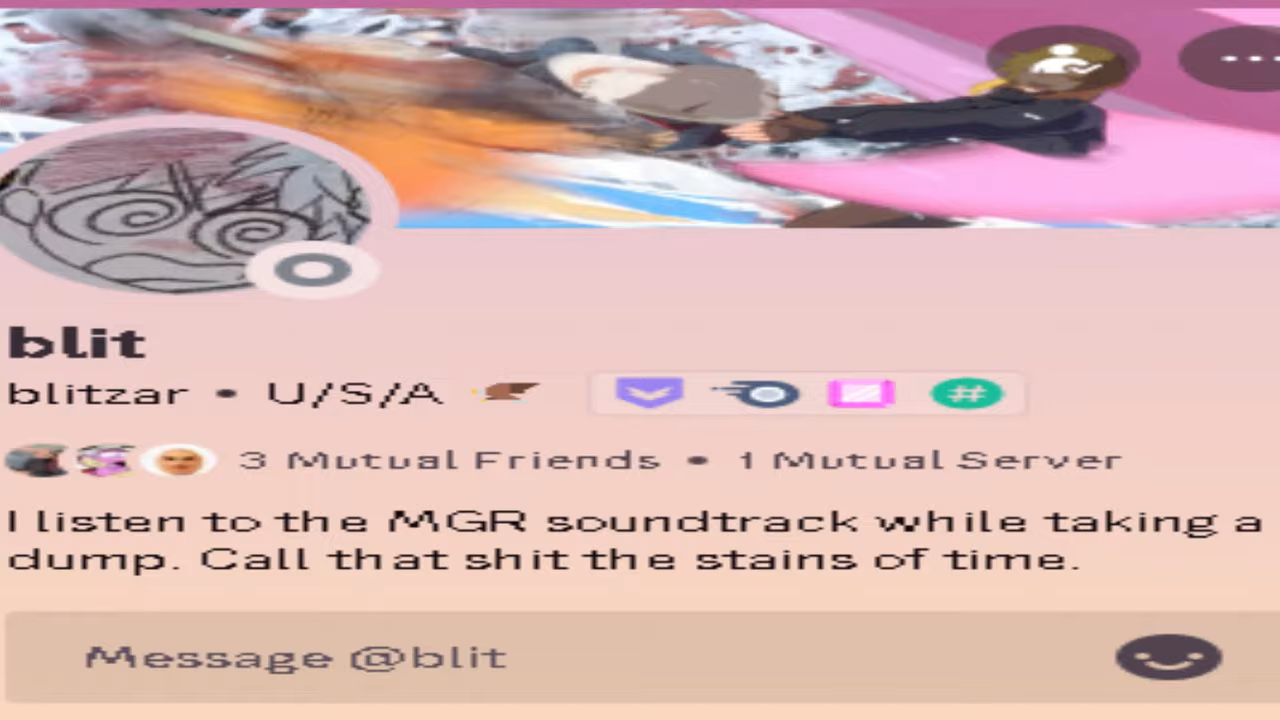 blit
blitzar • U/S/A
3 Mutual Friends • 1 Mutual Server
I listen to the MGR soundtrack while taking a
dump. Call that shit the stains of time.
Message @blit